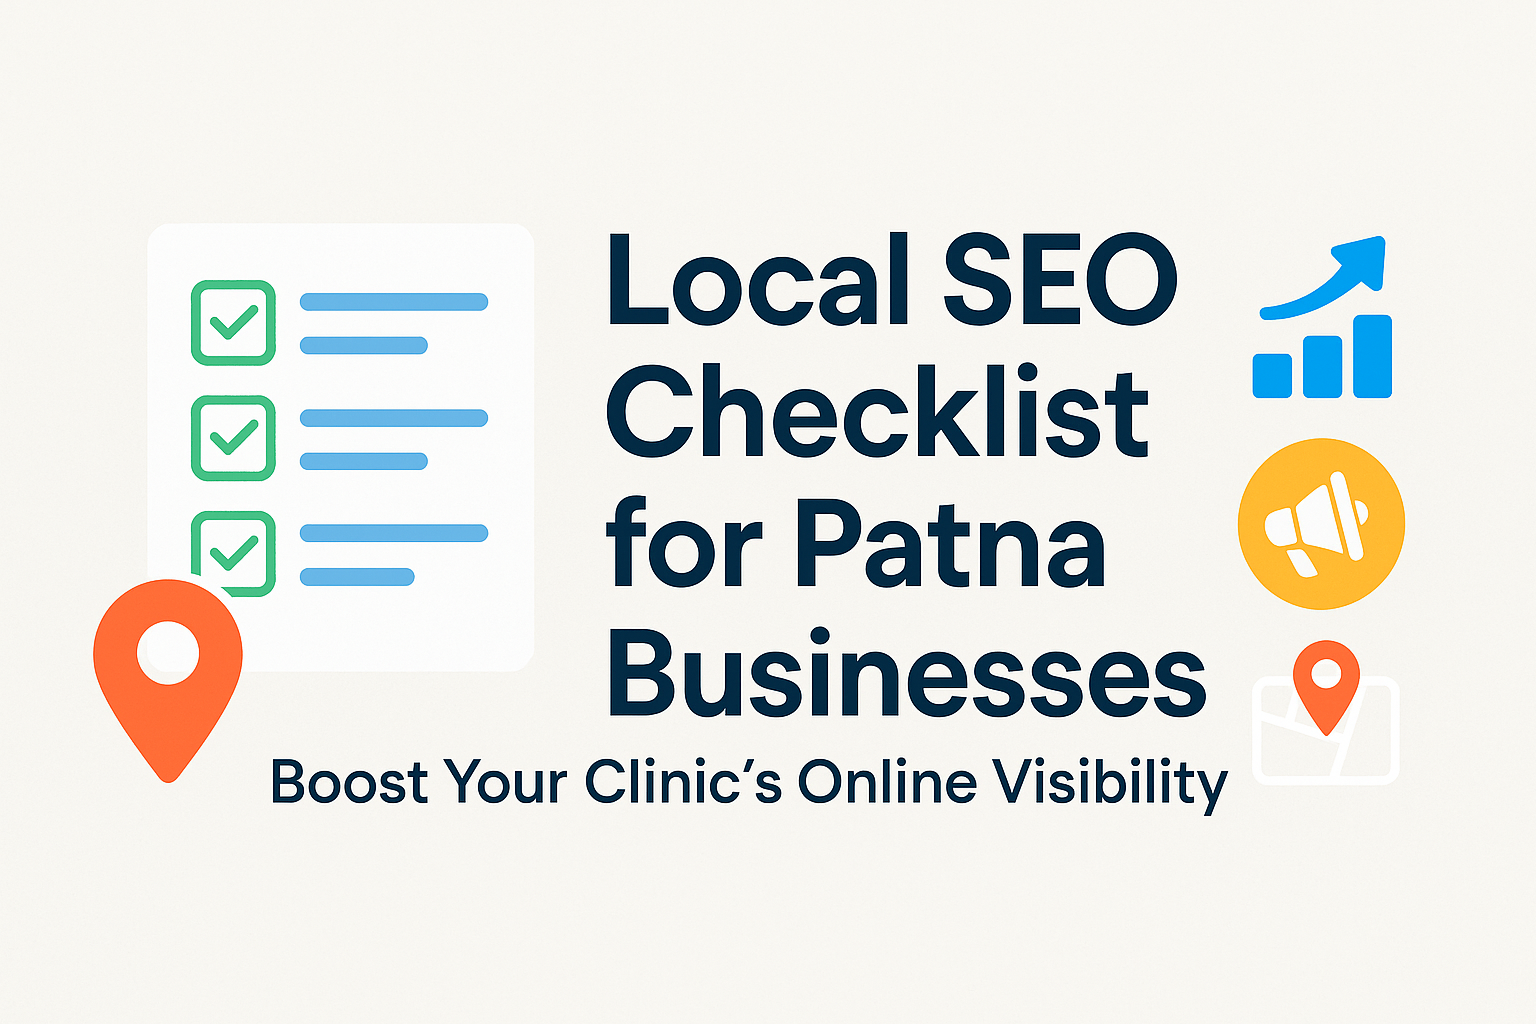 Local SEO
Checklist
for Patna
Businesses
Boost Your Clinic’s Online Visibility